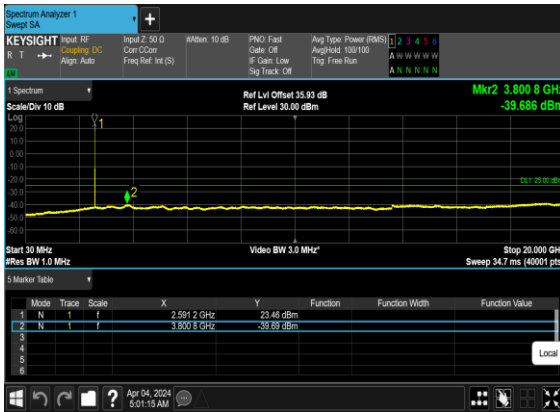 Spectrum Analyzer 1
Swept SA
+
KEYSIGHT Input: RF Input Z: 50 Ω #Atten: 10 dB PNO: Fast Avg Type: Power (RMS) 1 2 3 4 5 6
R T Coupling: DC Corr CCorr Gate: Off Avg|Hold: 100/100 A W W W W W
Align: Auto Freq Ref: Int (S) IF Gain: Low Trig: Free Run
Sig Track: Off A N N N N N
1 Spectrum Ref Lvl Offset 35.93 dB Mkr2 3.800 8 GHz
Scale/Div 10 dB Ref Level 30.00 dBm -39.686 dBm
Log
1
20.0
10.0
0.00
-10.0
-20.0
DL1 -25.00 dBm
-30.0
2
-40.0
-50.0
-60.0
Start 30 MHz Video BW 3.0 MHz* Stop 20.000 GHz
#Res BW 1.0 MHz Sweep 34.7 ms (40001 pts)
5 Marker Table
Mode Trace Scale X Y Function Function Width Function Value
1 N 1 f 2.591 2 GHz 23.46 dBm
2 N 1 f 3.800 8 GHz -39.69 dBm
3
4
5
6
Local
? Apr 04, 2024
5:01:15 AM